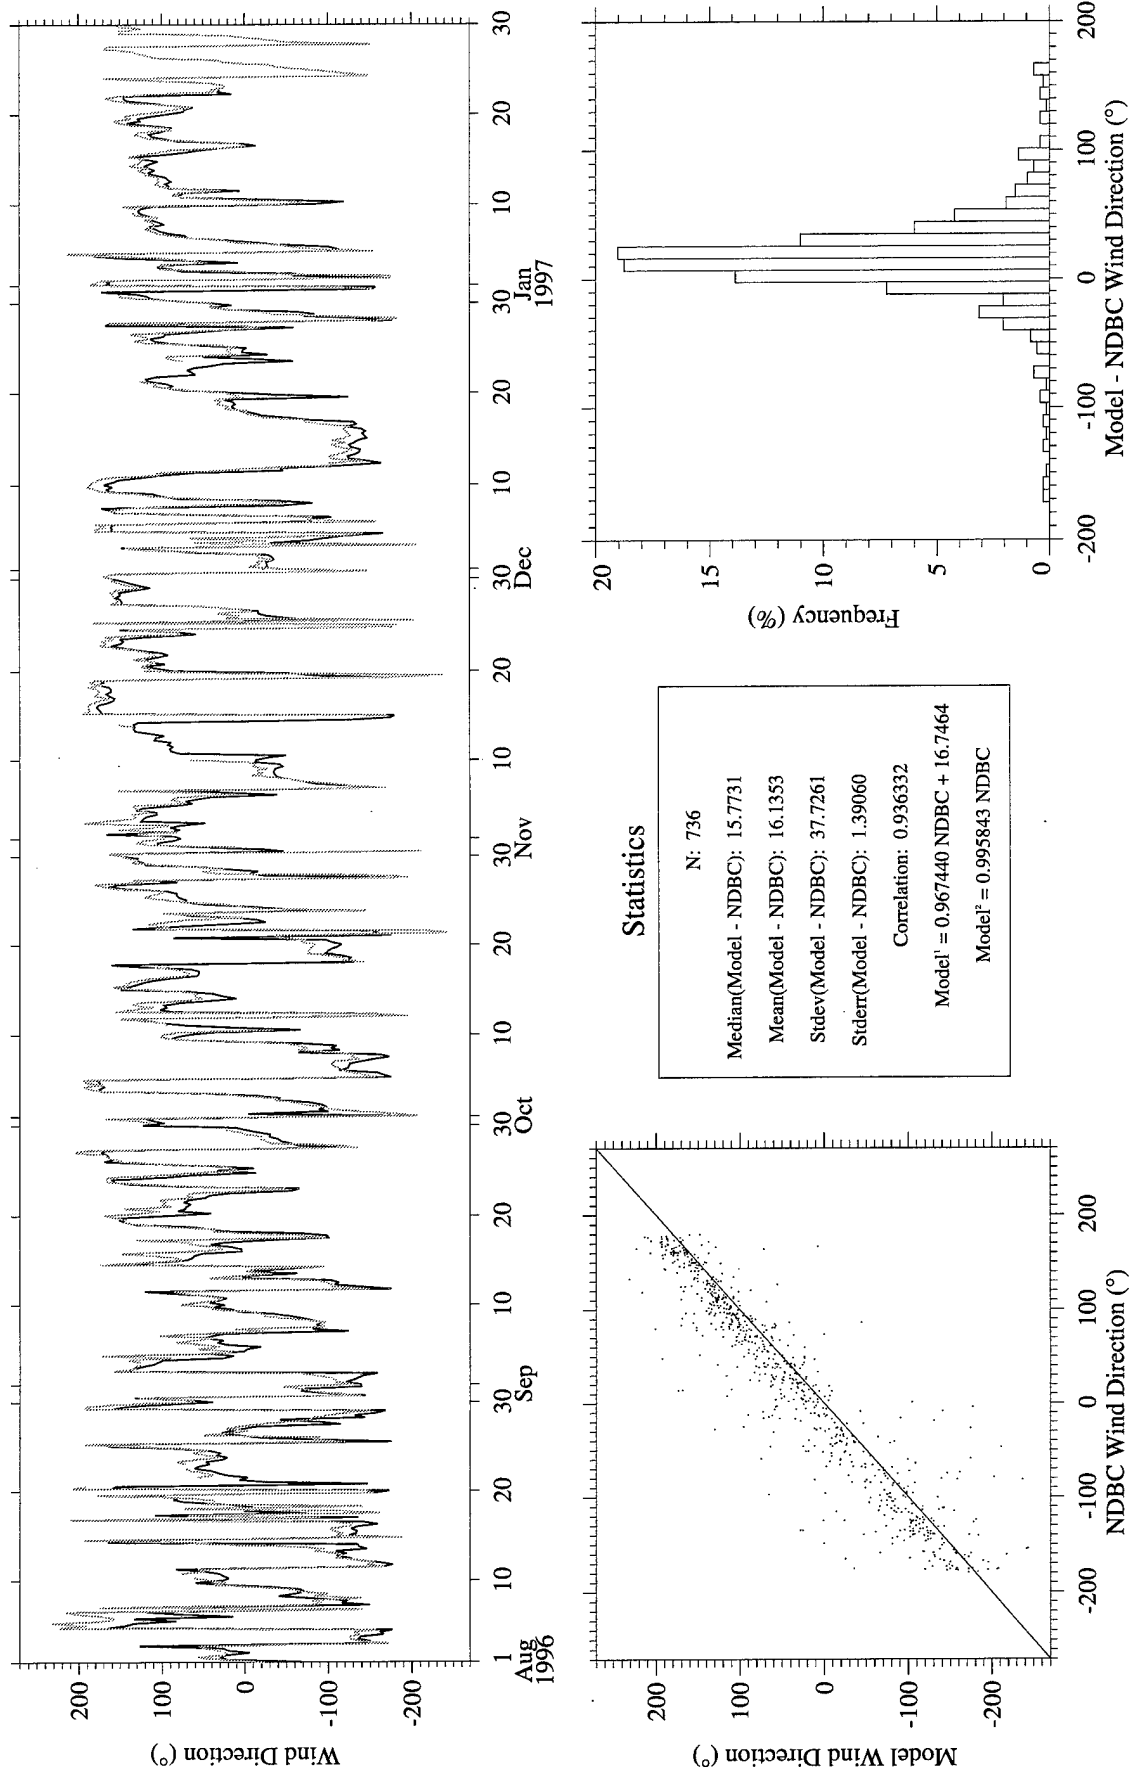 Wind Direction (°)
200
100
0
-100
-200
1 10 20 30 10 20 30 10 20 30 10 20 30 10 20 30 10 20 30
Aug Sep Oct Nov Dec Jan
1996 1997
Model Wind Direction (°)
200
100
0
-100
-200
-200 -100 0 100 200
NDBC Wind Direction (°)
Statistics
N: 736
Median(Model - NDBC): 15.7731
Mean(Model - NDBC): 16.1353
Stdev(Model - NDBC): 37.7261
Stderr(Model - NDBC): 1.39060
Correlation: 0.936332
Model¹ = 0.967440 NDBC + 16.7464
Model² = 0.995843 NDBC
Frequency (%)
20
15
10
5
0
-200 -100 0 100 200
Model - NDBC Wind Direction (°)